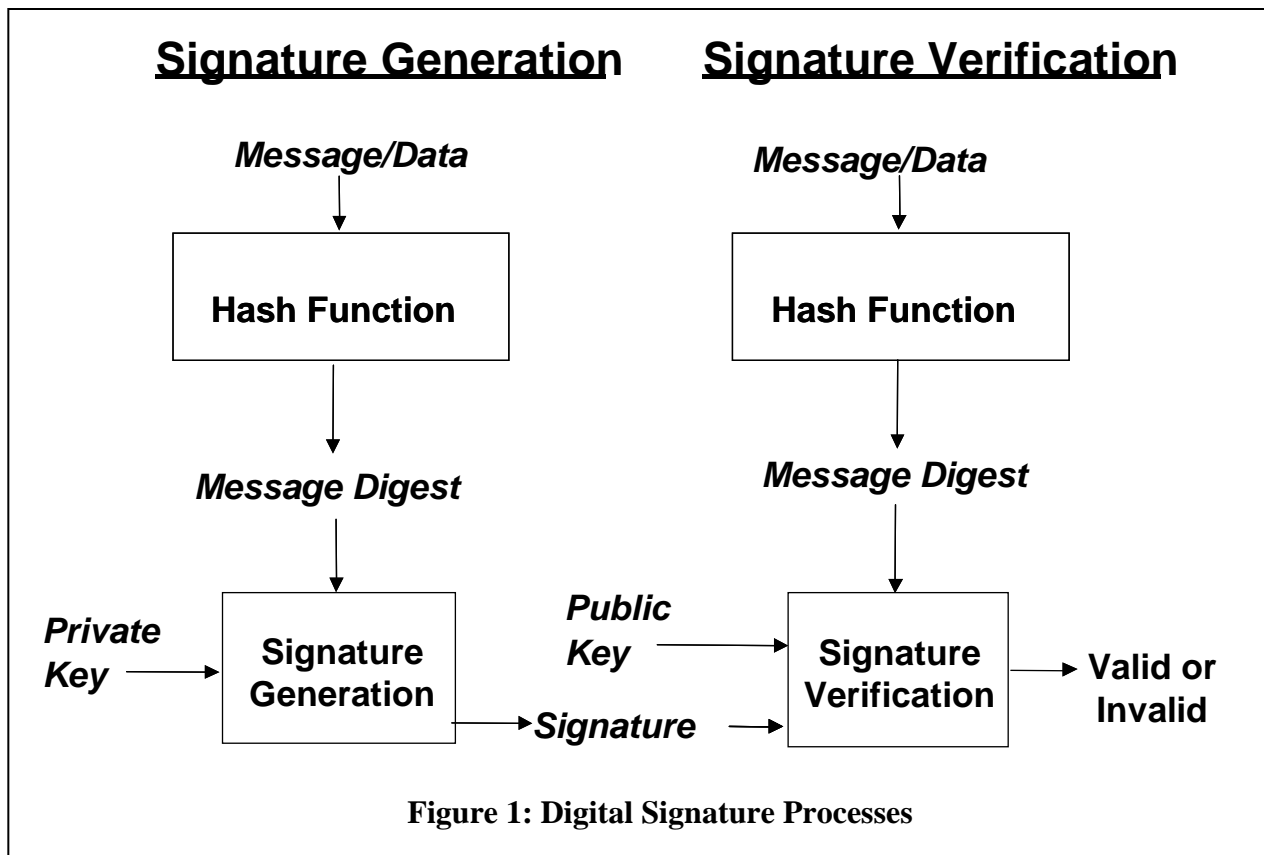 Signature Generation
Signature Verification
Message/Data
Message/Data
Hash Function
Hash Function
Message Digest
Message Digest
Private
Key
Signature
Generation
Public
Key
Signature
Signature
Verification
Valid or
Invalid
Figure 1: Digital Signature Processes